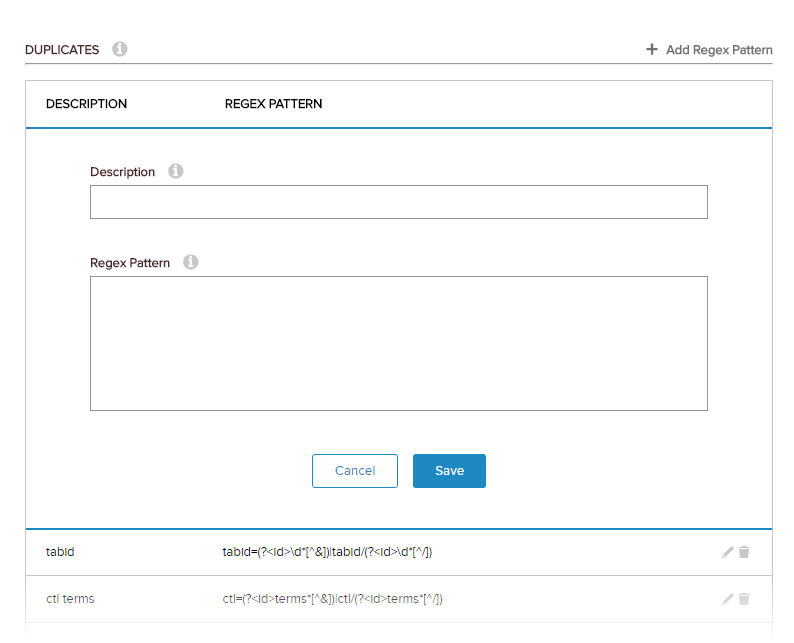 DUPLICATES
+ Add Regex Pattern
DESCRIPTION REGEX PATTERN
Description
Regex Pattern
Cancel Save
tabid tabid=(?<id>\d*[^&])|tabid/(?<id>\d*[^/])
ctl terms ctl=(?<id>terms*[^&])|ctl/(?<id>terms*[^/])